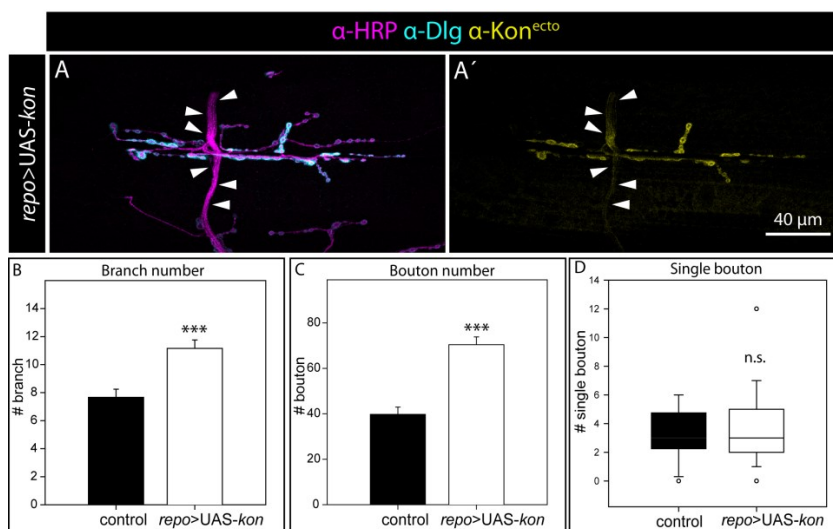 α-HRP α-Dlg α-Konᵉᶜᵗᵒ
repo>UAS-kon
A
A´
40 µm
B
Branch number
# branch
14
12
10
8
6
4
2
0
***
control
repo>UAS-kon
C
Bouton number
# bouton
80
60
40
20
0
***
control
repo>UAS-kon
D
Single bouton
# single bouton
14
12
10
8
6
4
2
0
n.s.
control
repo>UAS-kon